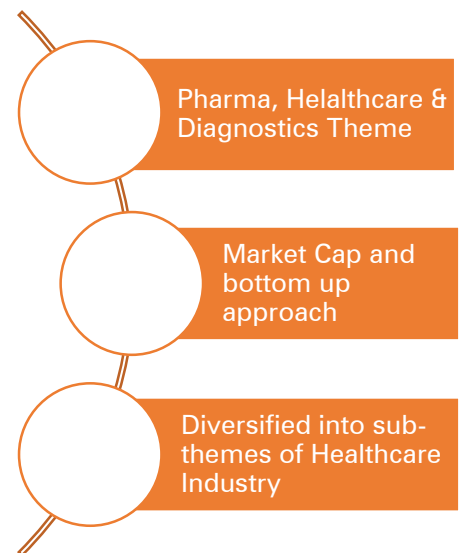 Pharma, Helalthcare &
Diagnostics Theme
Market Cap and
bottom up
approach
Diversified into sub-
themes of Healthcare
Industry